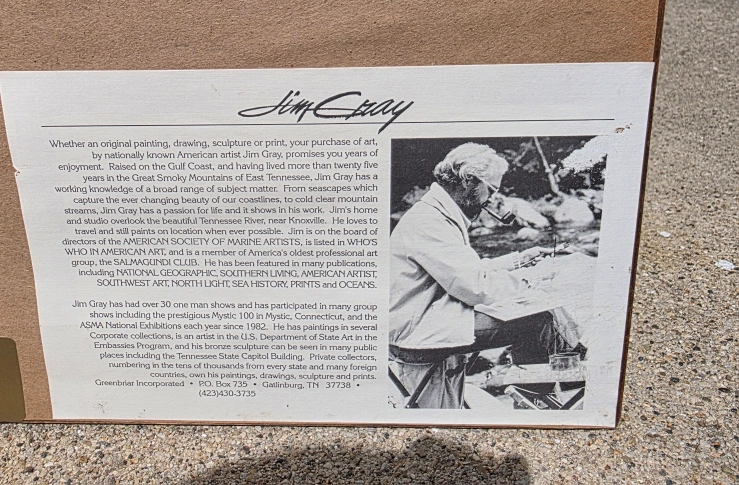 Jim Gray
Whether an original painting, drawing, sculpture or print, your purchase of art,
by nationally known American artist Jim Gray, promises you years of
enjoyment. Raised on the Gulf Coast, and having lived more than twenty five
years in the Great Smoky Mountains of East Tennessee, Jim Gray has a
working knowledge of a broad range of subject matter. From seascapes which
capture the ever changing beauty of our coastlines, to cold clear mountain
streams, Jim Gray has a passion for life and it shows in his work. Jim's home
and studio overlook the beautiful Tennessee River, near Knoxville. He loves to
travel and still paints on location when ever possible. Jim is on the board of
directors of the AMERICAN SOCIETY OF MARINE ARTISTS, is listed in WHO'S
WHO IN AMERICAN ART, and is a member of America's oldest professional art
group, the SALMAGUNDI CLUB. He has been featured in many publications,
including NATIONAL GEOGRAPHIC, SOUTHERN LIVING, AMERICAN ARTIST,
SOUTHWEST ART, NORTH LIGHT, SEA HISTORY, PRINTS and OCEANS.
Jim Gray has had over 30 one man shows and has participated in many group
shows including the prestigious Mystic 100 in Mystic, Connecticut, and the
ASMA National Exhibitions each year since 1982. He has paintings in several
Corporate collections, is an artist in the U.S. Department of State Art in the
Embassies Program, and his bronze sculpture can be seen in many public
places including the Tennessee State Capitol Building. Private collectors,
numbering in the tens of thousands from every state and many foreign
countries, own his paintings, drawings, sculpture and prints.
Greenbriar Incorporated • P.O. Box 735 • Gatlinburg, TN 37738 •
(423)430-3735